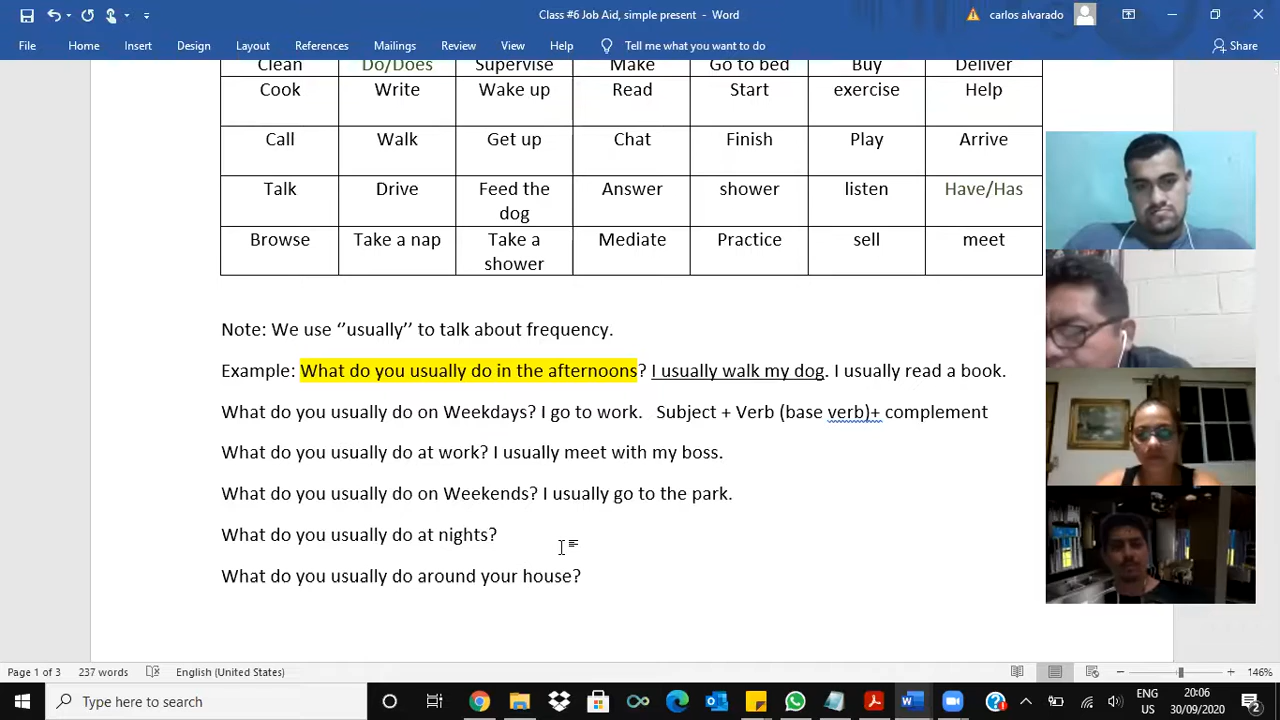 Class #6 Job Aid, simple present - Word
carlos alvarado
File Home Insert Design Layout References Mailings Review View Help Tell me what you want to do Share
Clean Do/Does Supervise Make Go to bed Buy Deliver
Cook Write Wake up Read Start exercise Help
Call Walk Get up Chat Finish Play Arrive
Talk Drive Feed the dog Answer shower listen Have/Has
Browse Take a nap Take a shower Mediate Practice sell meet
Note: We use ‘’usually’’ to talk about frequency.
Example: What do you usually do in the afternoons? I usually walk my dog. I usually read a book.
What do you usually do on Weekdays? I go to work. Subject + Verb (base verb)+ complement
What do you usually do at work? I usually meet with my boss.
What do you usually do on Weekends? I usually go to the park.
What do you usually do at nights?
What do you usually do around your house?
Page 1 of 3 237 words English (United States) 146%
Type here to search
ENG 20:06
US 30/09/2020 2